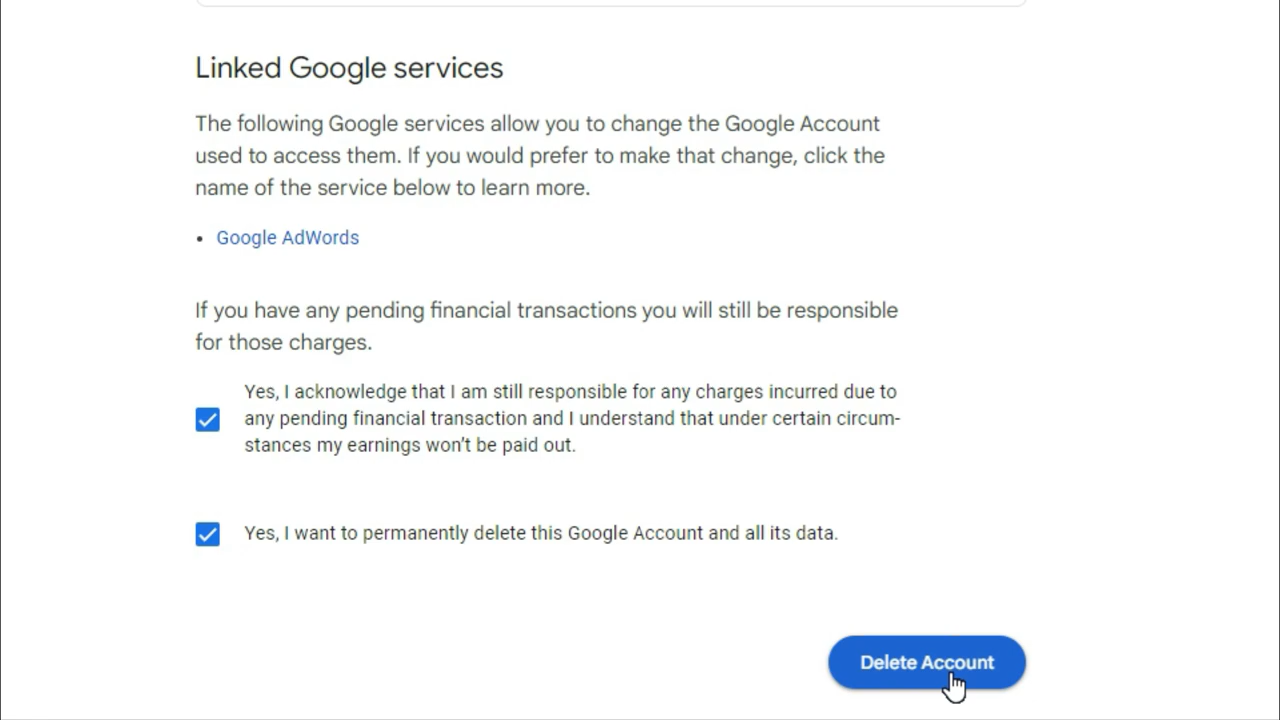 Linked Google services
The following Google services allow you to change the Google Account
used to access them. If you would prefer to make that change, click the
name of the service below to learn more.
• Google AdWords
If you have any pending financial transactions you will still be responsible
for those charges.
Yes, I acknowledge that I am still responsible for any charges incurred due to
any pending financial transaction and I understand that under certain circum-
stances my earnings won't be paid out.
Yes, I want to permanently delete this Google Account and all its data.
Delete Account